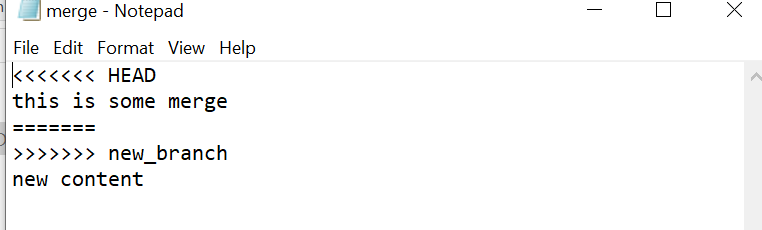 merge - Notepad
File Edit Format View Help
<<<<<<< HEAD
this is some merge
=======
>>>>>>> new_branch
new content